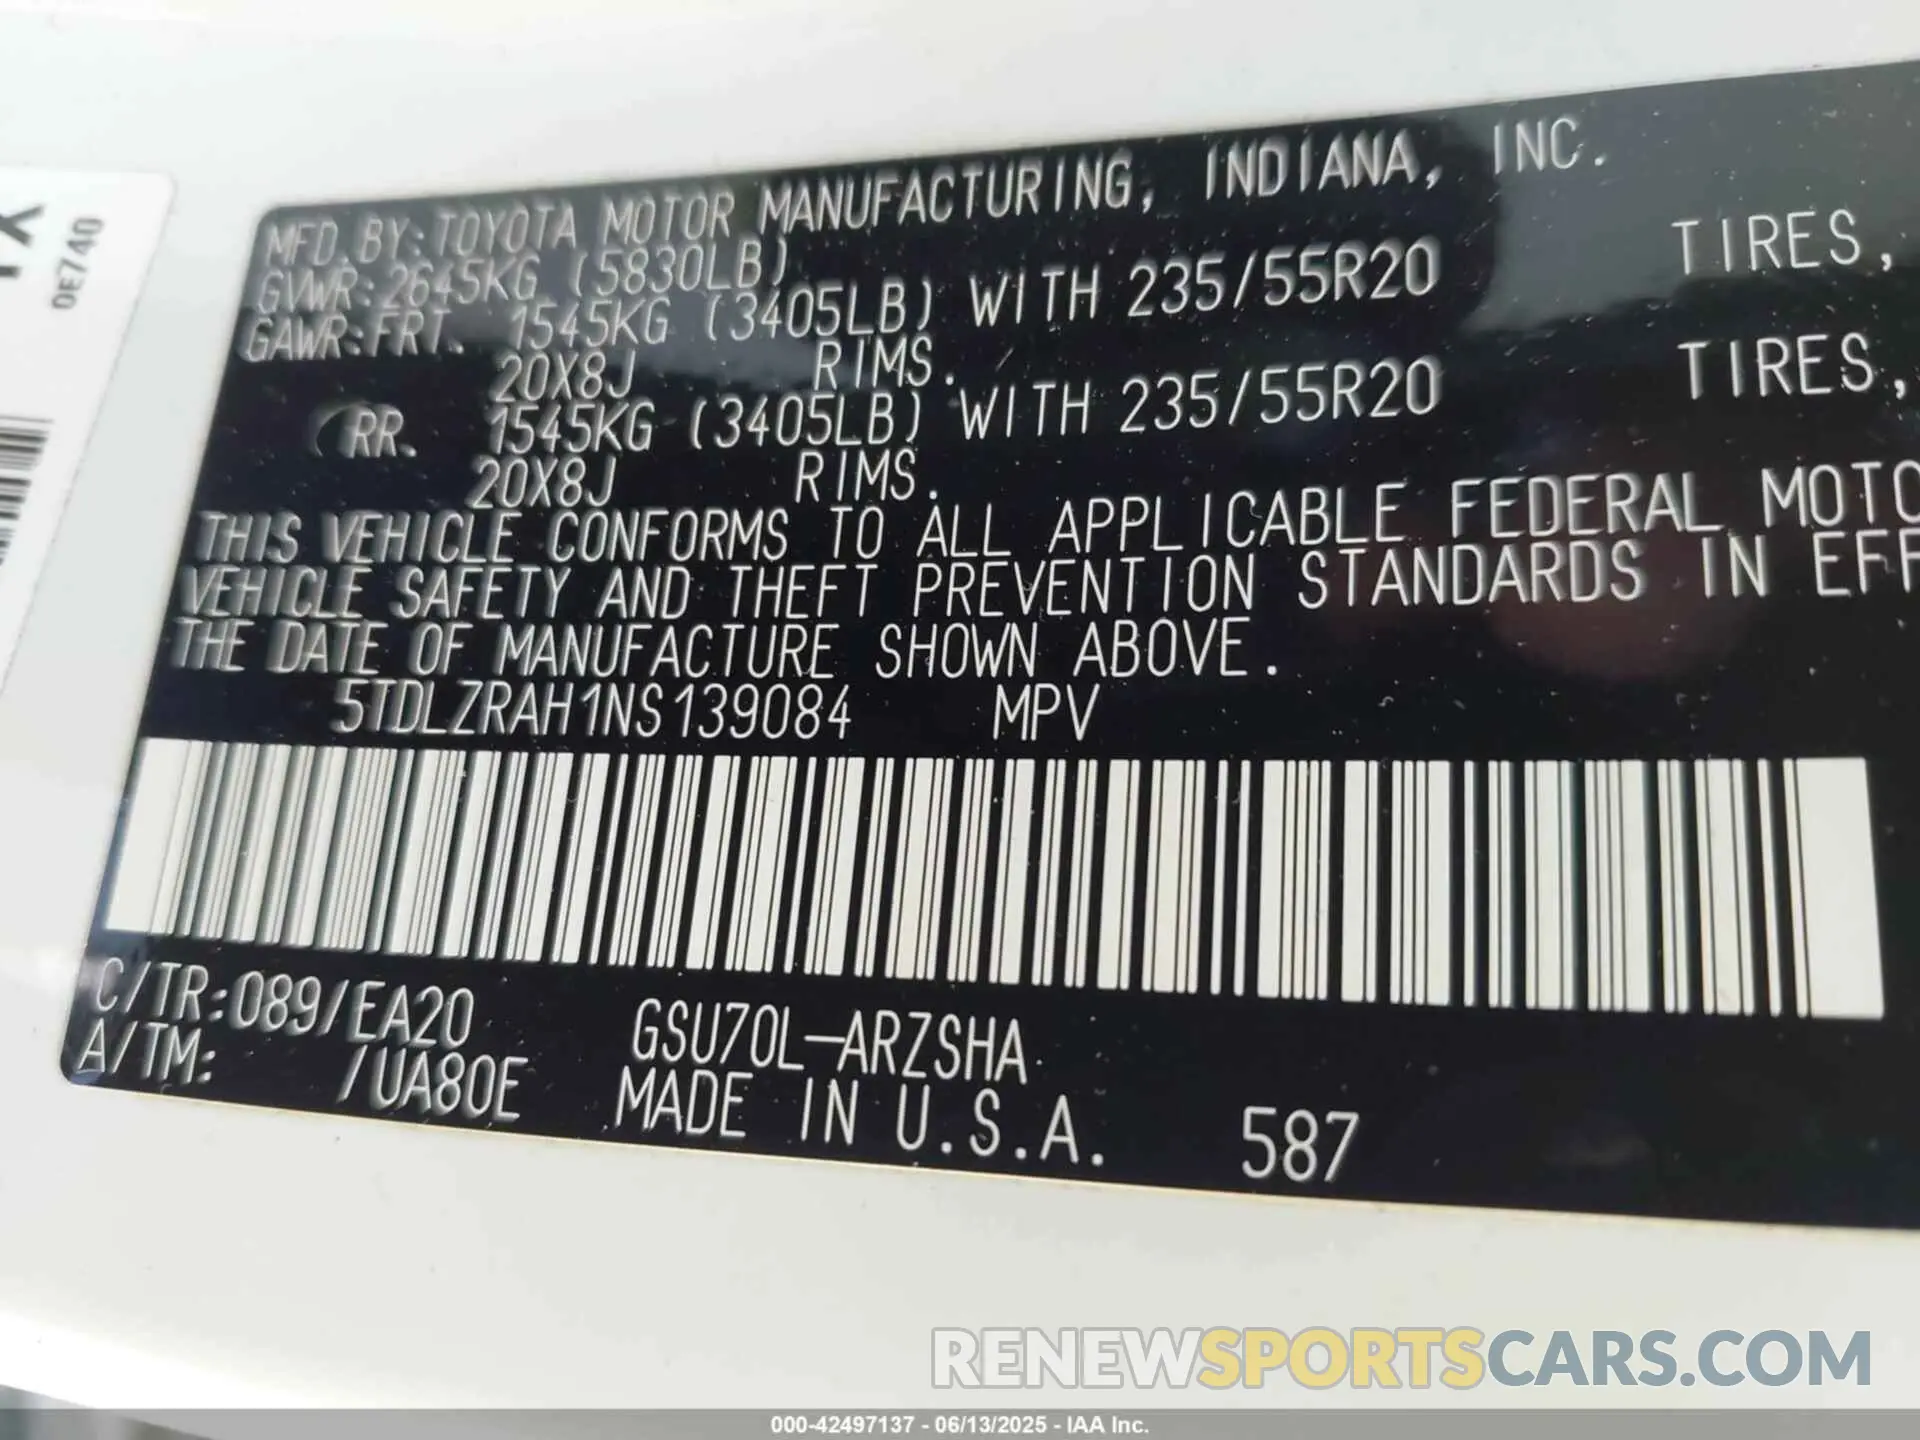 MFD. BY: TOYOTA MOTOR MANUFACTURING, INDIANA, INC.
GVWR: 2645KG (5830LB)
GAWR: FRT. 1545KG (3405LB) WITH 235/55R20 TIRES,
20X8J RIMS.
RR. 1545KG (3405LB) WITH 235/55R20 TIRES,
20X8J RIMS.
THIS VEHICLE CONFORMS TO ALL APPLICABLE FEDERAL MOTO
VEHICLE SAFETY AND THEFT PREVENTION STANDARDS IN EFF
THE DATE OF MANUFACTURE SHOWN ABOVE.
5TDLZRAH1NS139084 MPV
C/TR:089/EA20 GSU70L-ARZSHA
A/TM: /UA80E MADE IN U.S.A. 587
0E740
RENEWSPORTSCARS.COM
000-42497137 - 06/13/2025 - IAA Inc.